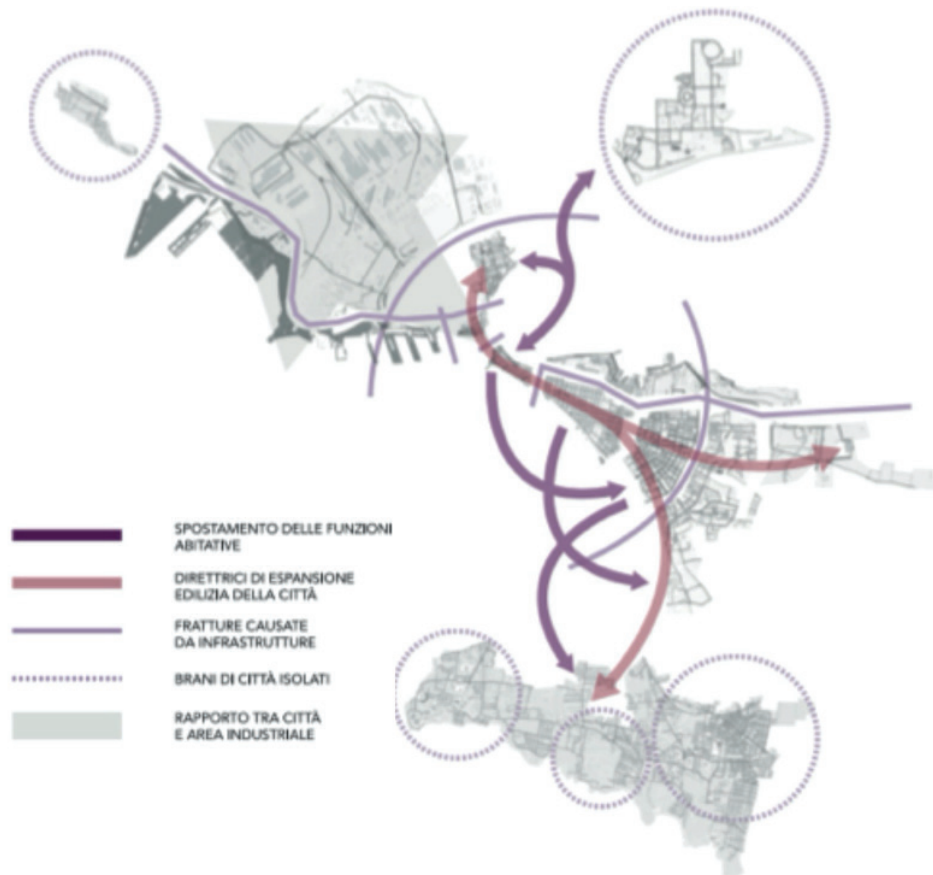 SPOSTAMENTO DELLE FUNZIONI
ABITATIVE
DIRETTRICI DI ESPANSIONE
EDILIZIA DELLA CITTÀ
FRATTURE CAUSATE
DA INFRASTRUTTURE
BRANI DI CITTÀ ISOLATI
RAPPORTO TRA CITTÀ
E AREA INDUSTRIALE